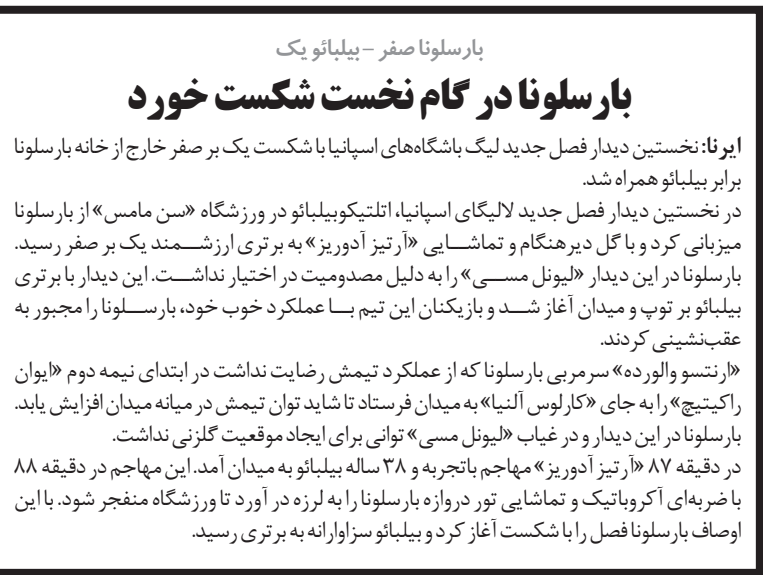 بارسلونا صفر – بیلبائو یک
بارسلونا در گام نخست شکست خورد
ایرنا: نخستین دیدار فصل جدید لیگ باشگاه‌های اسپانیا با شکست یک بر صفر خارج از خانه بارسلونا
برابر بیلبائو همراه شد.
در نخستین دیدار فصل جدید لالیگای اسپانیا، اتلتیکوبیلبائو در ورزشگاه «سن مامس» از بارسلونا
میزبانی کرد و با گل دیرهنگام و تماشایی «آرتیز آدوریز» به برتری ارزشمند یک بر صفر رسید.
بارسلونا در این دیدار «لیونل مسی» را به دلیل مصدومیت در اختیار نداشت. این دیدار با برتری
بیلبائو بر توپ و میدان آغاز شد و بازیکنان این تیم با عملکرد خوب خود، بارسلونا را مجبور به
عقب‌نشینی کردند.
«ارنتسو والورده» سرمربی بارسلونا که از عملکرد تیمش رضایت نداشت در ابتدای نیمه دوم «ایوان
راکیتیچ» را به جای «کارلوس آلنیا» به میدان فرستاد تا شاید توان تیمش در میانه میدان افزایش یابد.
بارسلونا در این دیدار و در غیاب «لیونل مسی» توانی برای ایجاد موقعیت گلزنی نداشت.
در دقیقه ۸۷ «آرتیز آدوریز» مهاجم باتجربه و ۳۸ ساله بیلبائو به میدان آمد. این مهاجم در دقیقه ۸۸
با ضربه‌ای آکروباتیک و تماشایی تور دروازه بارسلونا را به لرزه در آورد تا ورزشگاه منفجر شود. با این
اوصاف بارسلونا فصل را با شکست آغاز کرد و بیلبائو سزاوارانه به برتری رسید.